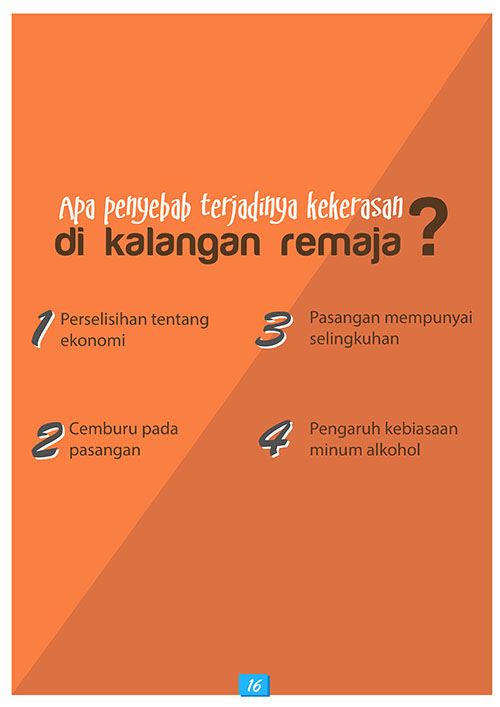 Apa penyebab terjadinya kekerasan
di kalangan remaja ?
1 Perselisihan tentang
ekonomi
2 Cemburu pada
pasangan
3 Pasangan mempunyai
selingkuhan
4 Pengaruh kebiasaan
minum alkohol
16